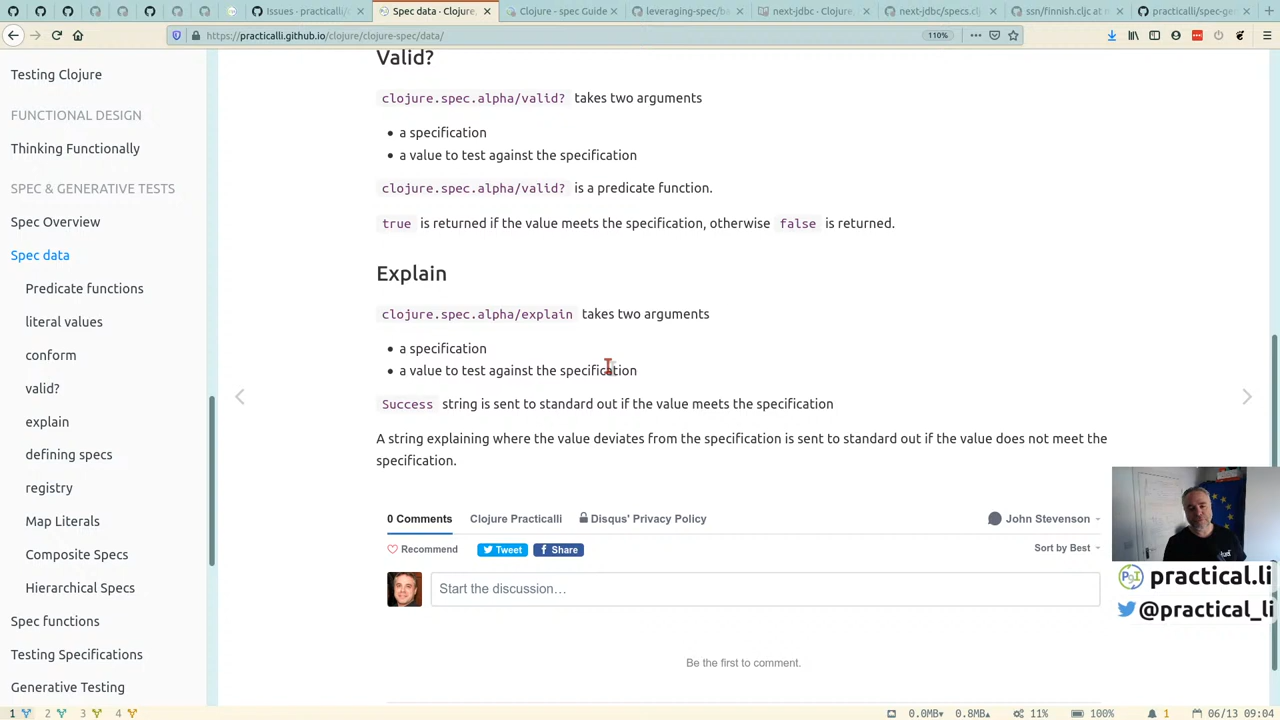 Issues - practicalli/
Spec data - Clojure,
Clojure - spec Guide
leveraging-spec/b
next-jdbc - Clojure,
next-jdbc/specs.clj
ssn/finnish.cljc at
practicalli/spec-ge
https://practicalli.github.io/clojure/clojure-spec/data/
110%
Testing Clojure
FUNCTIONAL DESIGN
Thinking Functionally
SPEC & GENERATIVE TESTS
Spec Overview
Spec data
Predicate functions
literal values
conform
valid?
explain
defining specs
registry
Map Literals
Composite Specs
Hierarchical Specs
Spec functions
Testing Specifications
Generative Testing
Valid?
clojure.spec.alpha/valid? takes two arguments
• a specification
• a value to test against the specification
clojure.spec.alpha/valid? is a predicate function.
true is returned if the value meets the specification, otherwise false is returned.
Explain
clojure.spec.alpha/explain takes two arguments
• a specification
• a value to test against the specification
Success string is sent to standard out if the value meets the specification
A string explaining where the value deviates from the specification is sent to standard out if the value does not meet the
specification.
0 Comments Clojure Practicalli Disqus' Privacy Policy John Stevenson
Recommend Tweet Share Sort by Best
Start the discussion…
Be the first to comment.
practical.li
@practical_li
1 2 3 4 0.0MB 0.8MB 11% 100% 1 06/13 09:04